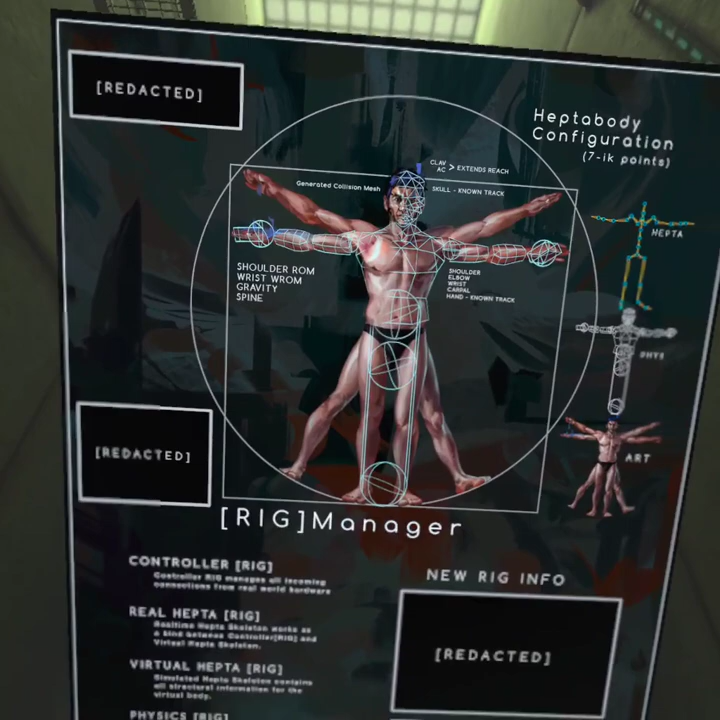 [REDACTED]
Heptabody
Configuration
(7-ik points)
CLAV
AC > EXTENDS REACH
Generated Collision Mesh
SKULL - KNOWN TRACK
HEPTA
SHOULDER ROM
WRIST WROM
GRAVITY
SPINE
SHOULDER
ELBOW
WRIST
CARPAL
HAND - KNOWN TRACK
PHYS
[REDACTED]
ART
[RIG]Manager
CONTROLLER [RIG]
Controller RIG manages all incoming
connections from real world hardware
NEW RIG INFO
REAL HEPTA [RIG]
Realtime Hepta Skeleton works as
a bind between Controller[RIG] and
Virtual Hepta Skeleton.
[REDACTED]
VIRTUAL HEPTA [RIG]
Simulated Hepta Skeleton contains
all structural information for the
virtual body.
PHYSICS [RIG]